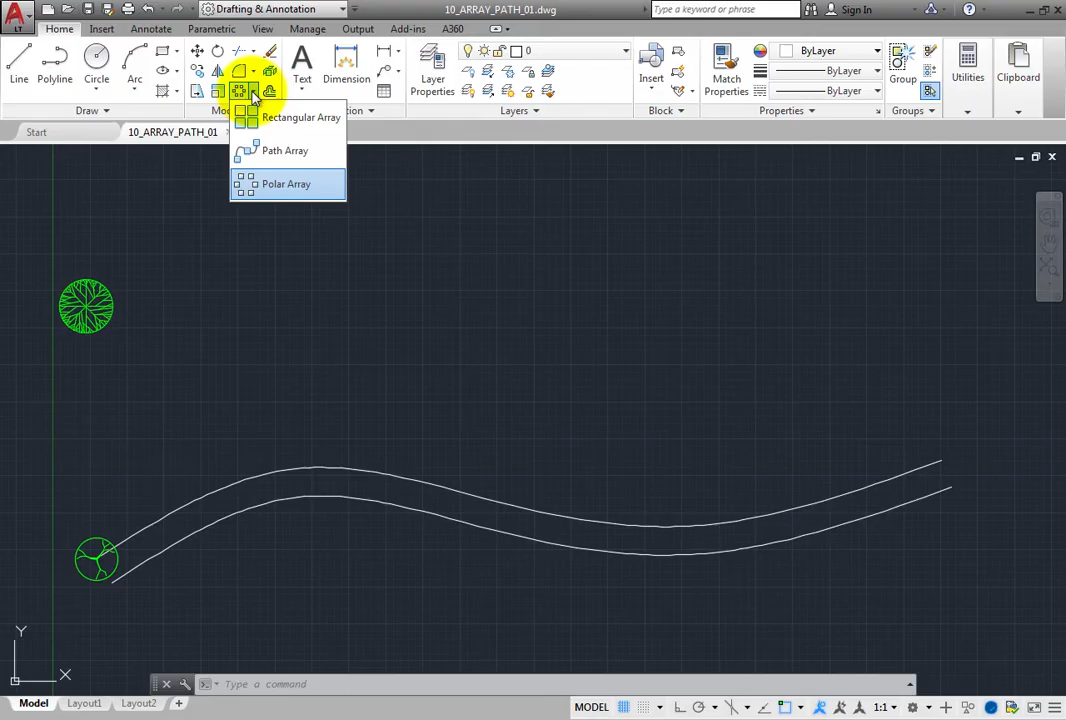 Drafting & Annotation
10_ARRAY_PATH_01.dwg
Type a keyword or phrase
Sign In
LT
Home
Insert
Annotate
Parametric
View
Manage
Output
Add-ins
A360
Line
Polyline
Circle
Arc
Text
Dimension
Layer
Properties
0
Insert
Match
Properties
ByLayer
ByLayer
ByLayer
Group
Utilities
Clipboard
Draw
Layers
Block
Properties
Groups
Start
10_ARRAY_PATH_01
Rectangular Array
Path Array
Polar Array
Y
X
Type a command
Model
Layout1
Layout2
MODEL
1:1